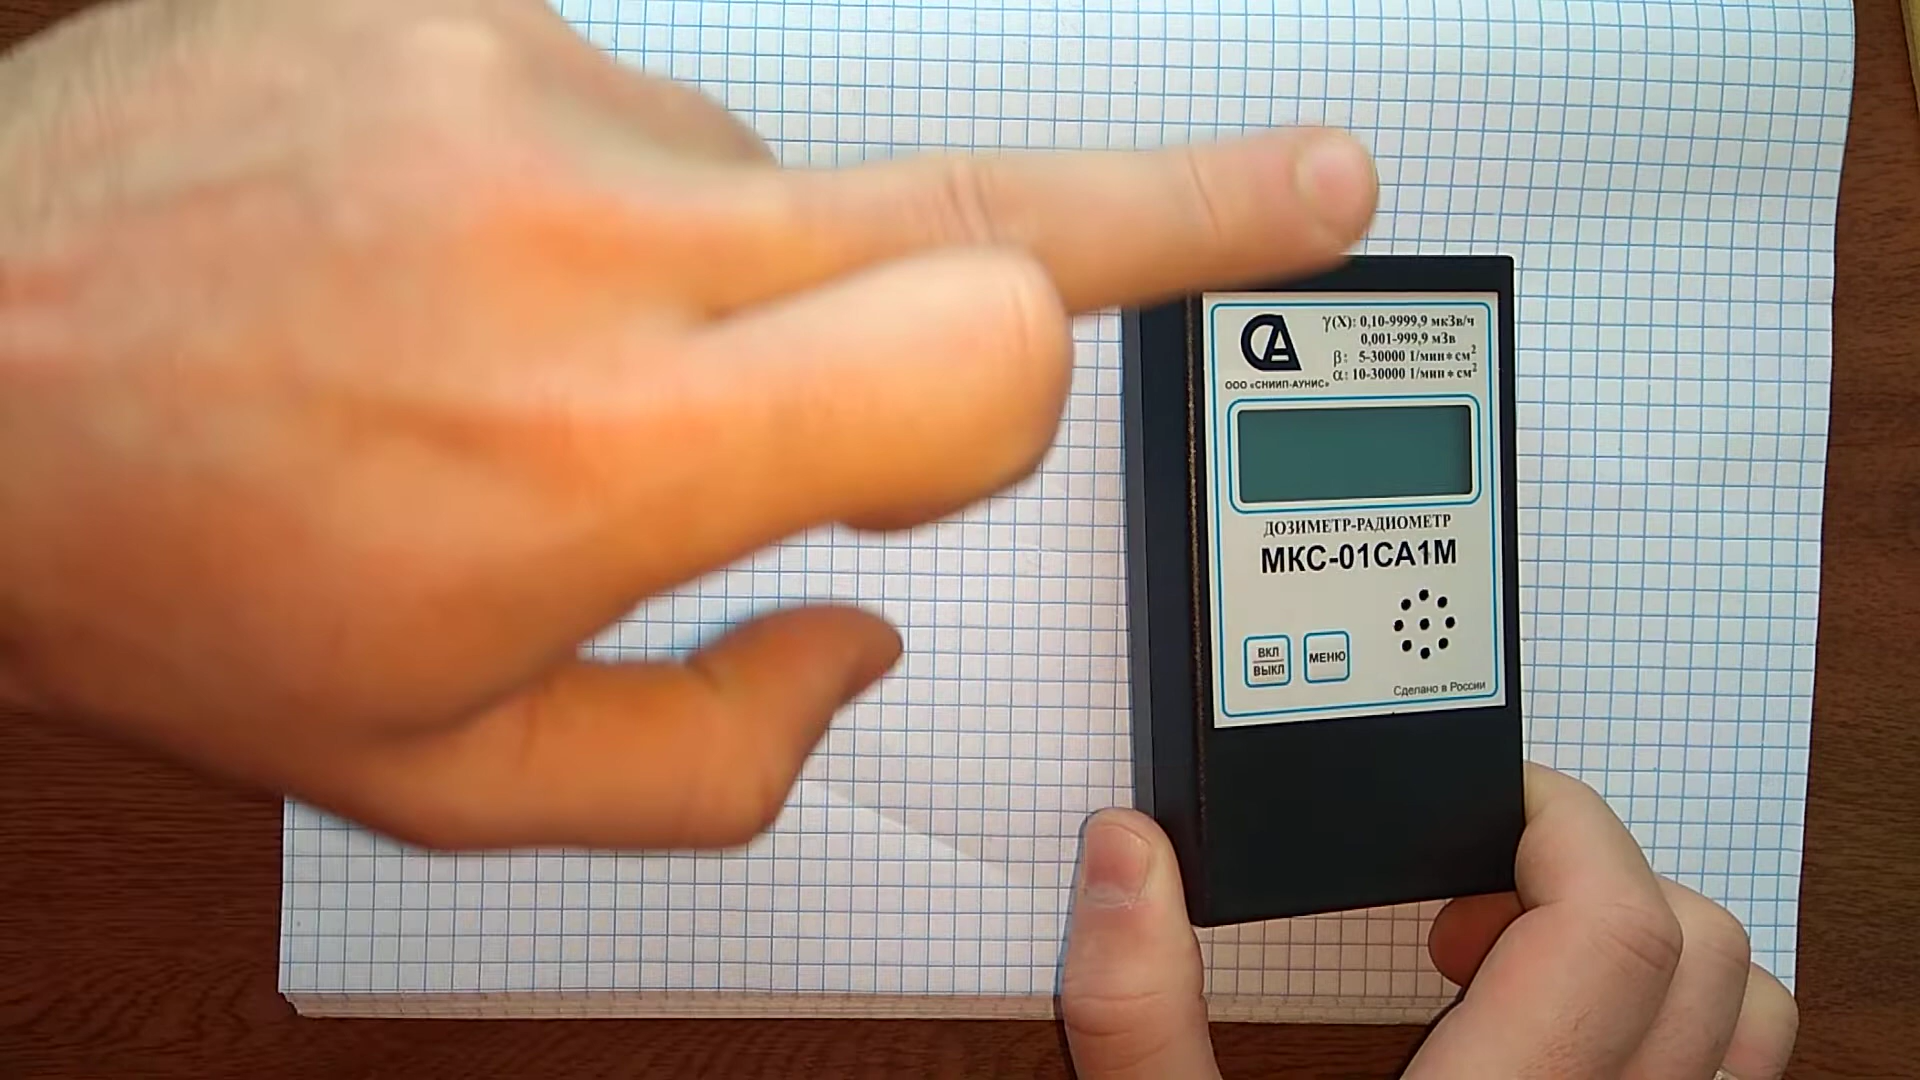 СА
γ(X): 0,10-9999,9 мкЗв/ч
0,001-999,9 мЗв
β: 5-30000 1/мин*см²
α: 10-30000 1/мин*см²
ООО «СНИИП-АУНИС»
ДОЗИМЕТР-РАДИОМЕТР
МКС-01СА1М
ВКЛ
ВЫКЛ
МЕНЮ
Сделано в России